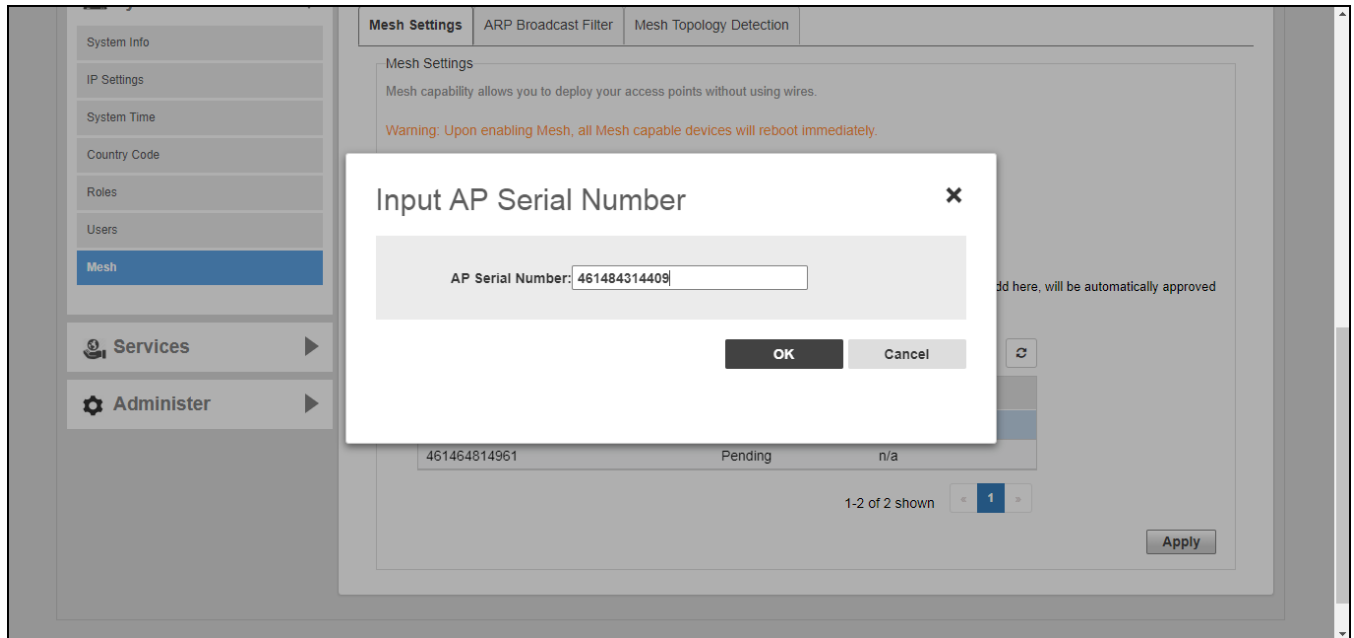 System Info
IP Settings
System Time
Country Code
Roles
Users
Mesh
Services
Administer
Mesh Settings ARP Broadcast Filter Mesh Topology Detection
Mesh Settings
Mesh capability allows you to deploy your access points without using wires.
Warning: Upon enabling Mesh, all Mesh capable devices will reboot immediately.
Input AP Serial Number
AP Serial Number: 461484314409
OK Cancel
here, will be automatically approved
461464814961 Pending n/a
1-2 of 2 shown « 1 »
Apply